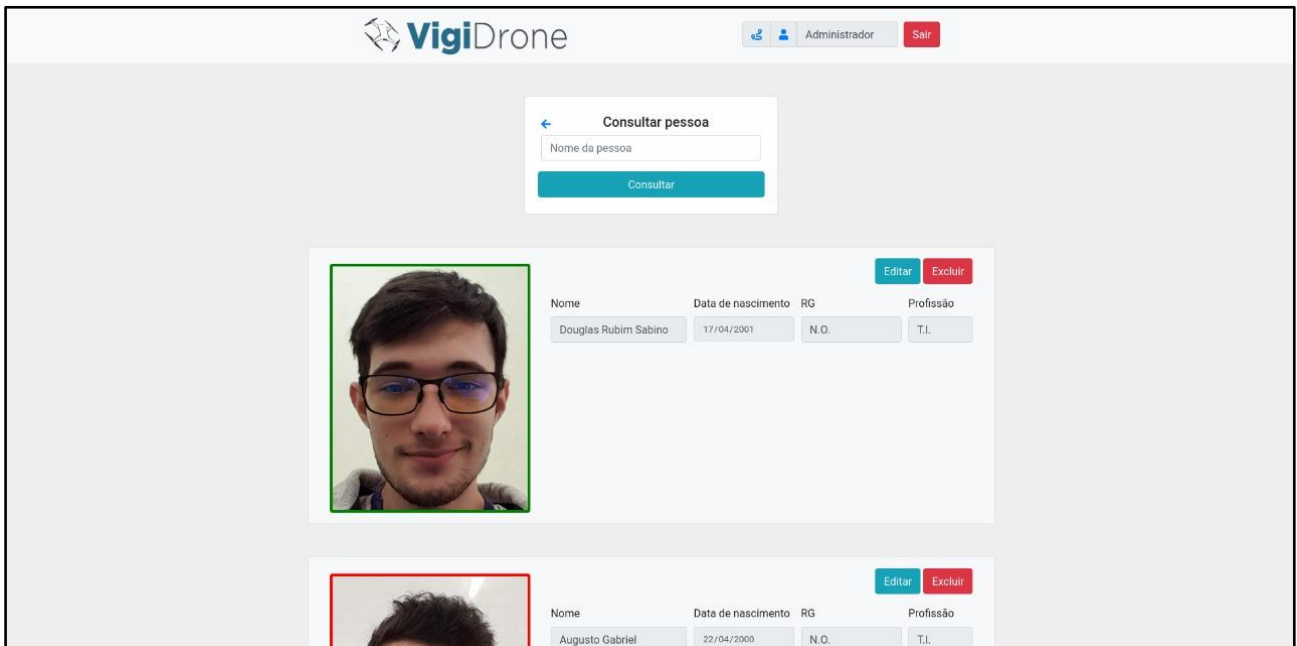 VigiDrone
Administrador
Sair
Consultar pessoa
Nome da pessoa
Consultar
Editar Excluir
Nome Data de nascimento RG Profissão
Douglas Rubim Sabino 17/04/2001 N.O. T.I.
Editar Excluir
Nome Data de nascimento RG Profissão
Augusto Gabriel 22/04/2000 N.O. T.I.